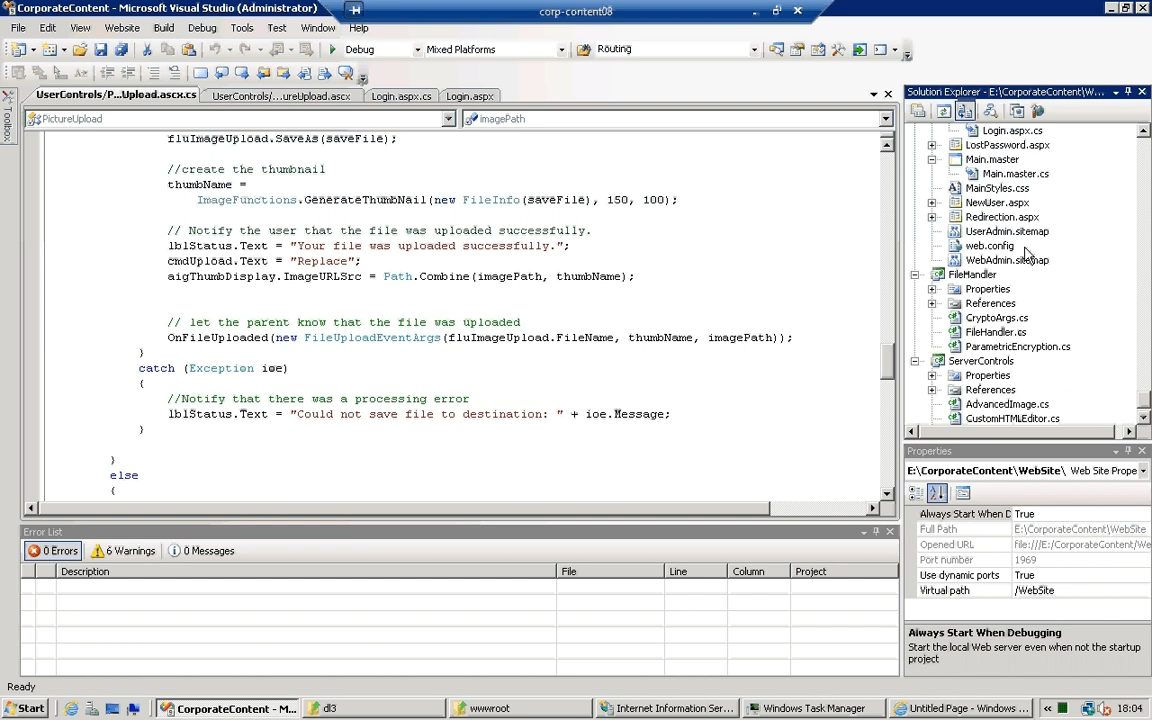 CorporateContent - Microsoft Visual Studio (Administrator)
corp-content08
File Edit View Website Build Debug Tools Test Window Help
Debug Mixed Platforms Routing
UserControls/P...Upload.ascx.cs UserControls/...ureUpload.ascx Login.aspx.cs Login.aspx
Toolbox
PictureUpload imagePath
fluImageUpload.SaveAs(saveFile);
//create the thumbnail
thumbName =
ImageFunctions.GenerateThumbNail(new FileInfo(saveFile), 150, 100);
// Notify the user that the file was uploaded successfully.
lblStatus.Text = "Your file was uploaded successfully.";
cmdUpload.Text = "Replace";
aigThumbDisplay.ImageURLSrc = Path.Combine(imagePath, thumbName);
// let the parent know that the file was uploaded
OnFileUploaded(new FileUploadEventArgs(fluImageUpload.FileName, thumbName, imagePath));
}
catch (Exception ioe)
{
//Notify that there was a processing error
lblStatus.Text = "Could not save file to destination: " + ioe.Message;
}
}
else
{
Error List
0 Errors 6 Warnings 0 Messages
Description File Line Column Project
Solution Explorer - E:\CorporateContent\W...
Login.aspx.cs
LostPassword.aspx
Main.master
Main.master.cs
MainStyles.css
NewUser.aspx
Redirection.aspx
UserAdmin.sitemap
web.config
WebAdmin.sitemap
FileHandler
Properties
References
CryptoArgs.cs
FileHandler.cs
ParametricEncryption.cs
ServerControls
Properties
References
AdvancedImage.cs
CustomHTMLEditor.cs
Properties
E:\CorporateContent\WebSite\ Web Site Prope
Always Start When D True
Full Path E:\CorporateContent\WebSite
Opened URL file:///E:/CorporateContent/We
Port number 1969
Use dynamic ports True
Virtual path /WebSite
Always Start When Debugging
Start the local Web server even when not the startup
project
Ready
Start CorporateContent - M... dl3 wwwroot Internet Information Ser... Windows Task Manager Untitled Page - Windows ... « 18:04